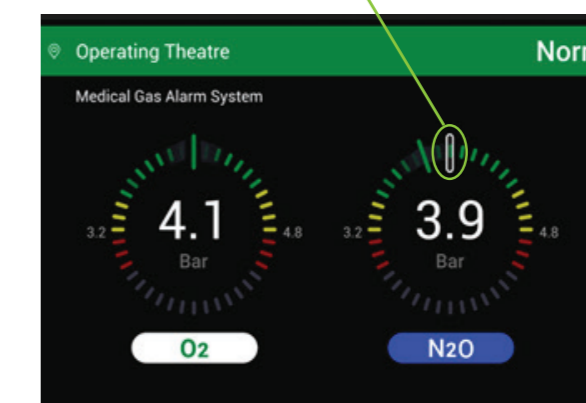 Operating Theatre
Norn
Medical Gas Alarm System
4.1
3.2
4.8
Bar
O2
3.9
3.2
4.8
Bar
N2O